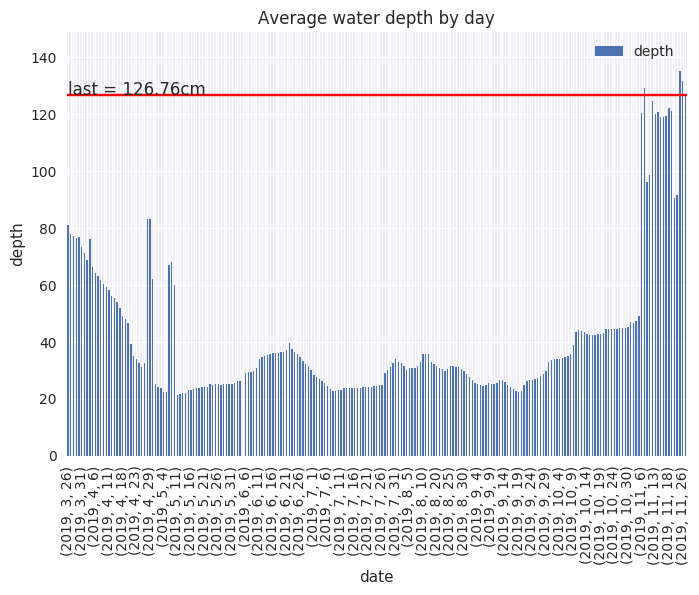 Average water depth by day
depth
last = 126.76cm
140
120
100
80
60
40
20
0
depth
(2019, 3, 26)
(2019, 3, 31)
(2019, 4, 6)
(2019, 4, 11)
(2019, 4, 18)
(2019, 4, 23)
(2019, 4, 29)
(2019, 5, 4)
(2019, 5, 11)
(2019, 5, 16)
(2019, 5, 21)
(2019, 5, 26)
(2019, 5, 31)
(2019, 6, 6)
(2019, 6, 11)
(2019, 6, 16)
(2019, 6, 21)
(2019, 6, 26)
(2019, 7, 1)
(2019, 7, 6)
(2019, 7, 11)
(2019, 7, 16)
(2019, 7, 21)
(2019, 7, 26)
(2019, 7, 31)
(2019, 8, 5)
(2019, 8, 10)
(2019, 8, 20)
(2019, 8, 25)
(2019, 8, 30)
(2019, 9, 4)
(2019, 9, 9)
(2019, 9, 14)
(2019, 9, 19)
(2019, 9, 24)
(2019, 9, 29)
(2019, 10, 4)
(2019, 10, 9)
(2019, 10, 14)
(2019, 10, 19)
(2019, 10, 24)
(2019, 10, 30)
(2019, 11, 6)
(2019, 11, 13)
(2019, 11, 18)
(2019, 11, 26)
date